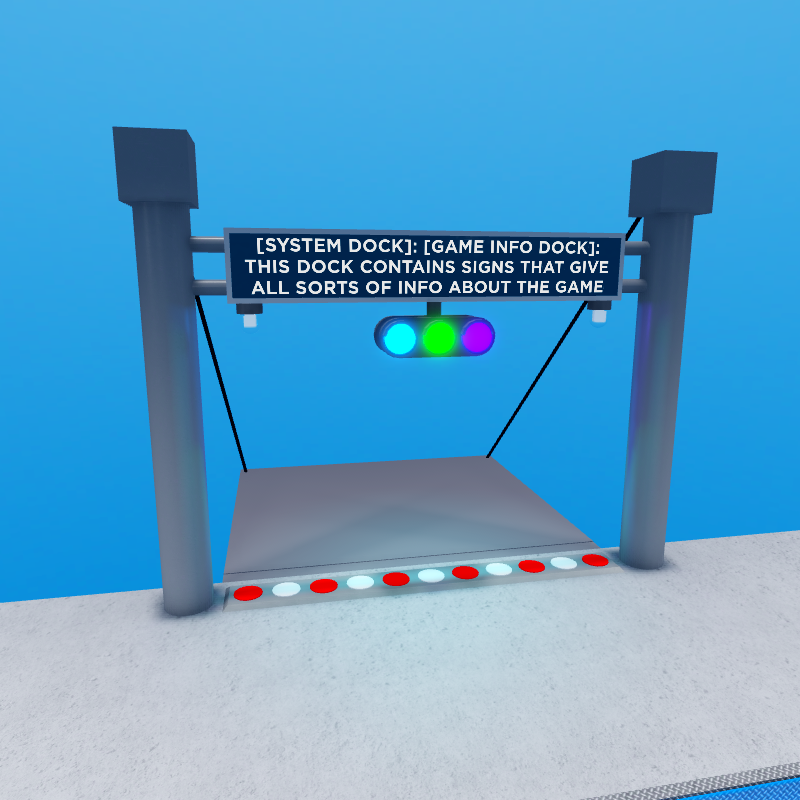 [SYSTEM DOCK]: [GAME INFO DOCK]:
THIS DOCK CONTAINS SIGNS THAT GIVE
ALL SORTS OF INFO ABOUT THE GAME